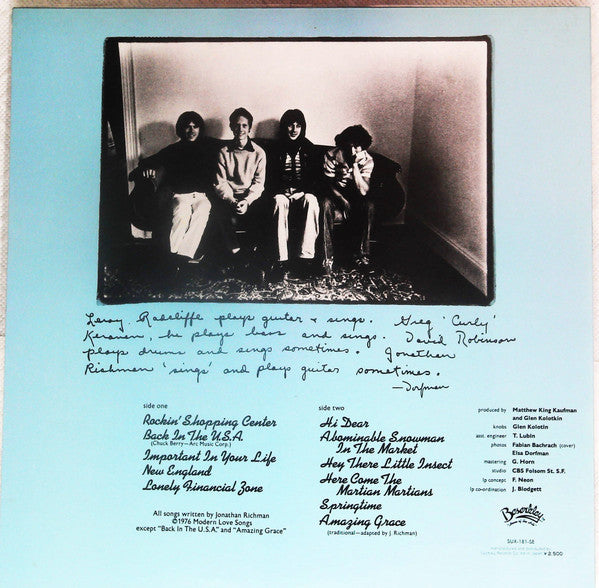 Leroy Radcliffe plays guitar + sings. Greg 'Curly'
Keranen, he plays bass and sings. David Robinson
plays drums and sings sometimes. Jonathan
Richman 'sings' and plays guitar sometimes.
—Dorfman
side one
Rockin' Shopping Center
Back In The U.S.A.
(Chuck Berry—Arc Music Corp.)
Important In Your Life
New England
Lonely Financial Zone
All songs written by Jonathan Richman
©1976 Modern Love Songs
except "Back In The U.S.A." and "Amazing Grace"
side two
Hi Dear
Abominable Snowman
In The Market
Hey There Little Insect
Here Come The
Martian Martians
Springtime
Amazing Grace
(traditional—adapted by J. Richman)
produced by Matthew King Kaufman
and Glen Kolotkin
knobs Glen Kolotin
asst. engineer T. Lubin
photos Fabian Bachrach (cover)
Elsa Dorfman
mastering G. Horn
studio CBS Folsom St. S.F.
lp concept F. Neon
lp co-ordination J. Blodgett
Beserkley
SUX-181-SB
¥2,500